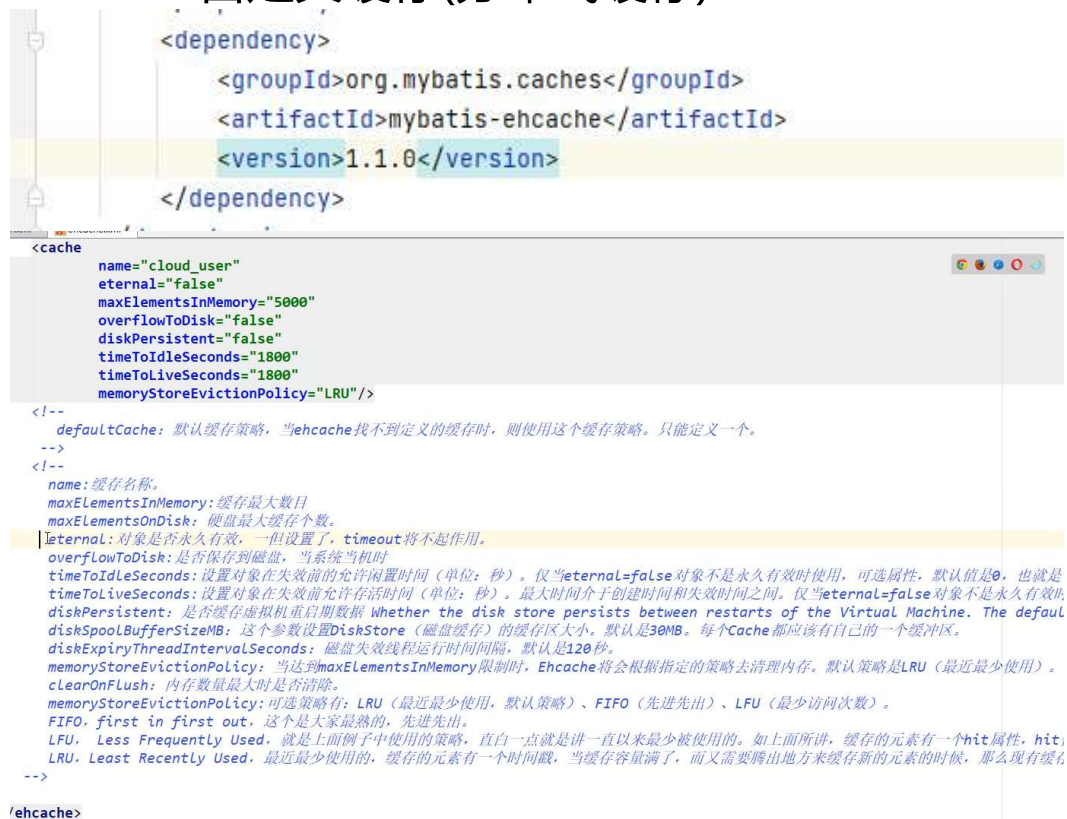 <dependency>
<groupId>org.mybatis.caches</groupId>
<artifactId>mybatis-ehcache</artifactId>
<version>1.1.0</version>
</dependency>
<cache
name="cloud_user"
eternal="false"
maxElementsInMemory="5000"
overflowToDisk="false"
diskPersistent="false"
timeToIdleSeconds="1800"
timeToLiveSeconds="1800"
memoryStoreEvictionPolicy="LRU"/>
<!--
defaultCache: 默认缓存策略，当ehcache找不到定义的缓存时，则使用这个缓存策略。只能定义一个。
-->
<!--
name:缓存名称。
maxElementsInMemory:缓存最大数目
maxElementsOnDisk: 硬盘最大缓存个数。
eternal:对象是否永久有效，一但设置了，timeout将不起作用。
overflowToDisk:是否保存到磁盘，当系统当机时
timeToIdleSeconds:设置对象在失效前的允许闲置时间（单位：秒）。仅当eternal=false对象不是永久有效时使用，可选属性，默认值是0，也就是
timeToLiveSeconds:设置对象在失效前允许存活时间（单位：秒）。最大时间介于创建时间和失效时间之间。仅当eternal=false对象不是永久有效时
diskPersistent: 是否缓存虚拟机重启期数据 Whether the disk store persists between restarts of the Virtual Machine. The defaul
diskSpoolBufferSizeMB: 这个参数设置DiskStore（磁盘缓存）的缓存区大小。默认是30MB。每个Cache都应该有自己的一个缓冲区。
diskExpiryThreadIntervalSeconds: 磁盘失效线程运行时间间隔，默认是120秒。
memoryStoreEvictionPolicy: 当达到maxElementsInMemory限制时，Ehcache将会根据指定的策略去清理内存。默认策略是LRU（最近最少使用）。
clearOnFlush: 内存数量最大时是否清除。
memoryStoreEvictionPolicy:可选策略有：LRU（最近最少使用，默认策略）、FIFO（先进先出）、LFU（最少访问次数）。
FIFO, first in first out, 这个是大家最熟的，先进先出。
LFU, Less Frequently Used, 就是上面例子中使用的策略，直白一点就是讲一直以来最少被使用的。如上面所讲，缓存的元素有一个hit属性，hit
LRU, Least Recently Used, 最近最少使用的，缓存的元素有一个时间戳，当缓存容量满了，而又需要腾出地方来缓存新的元素的时候，那么现有缓存
-->
/ehcache>